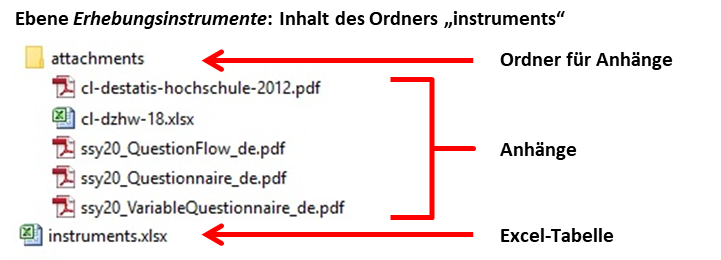 Ebene Erhebungsinstrumente: Inhalt des Ordners „instruments“
attachments
Ordner für Anhänge
cl-destatis-hochschule-2012.pdf
cl-dzhw-18.xlsx
ssy20_QuestionFlow_de.pdf
Anhänge
ssy20_Questionnaire_de.pdf
ssy20_VariableQuestionnaire_de.pdf
instruments.xlsx
Excel-Tabelle